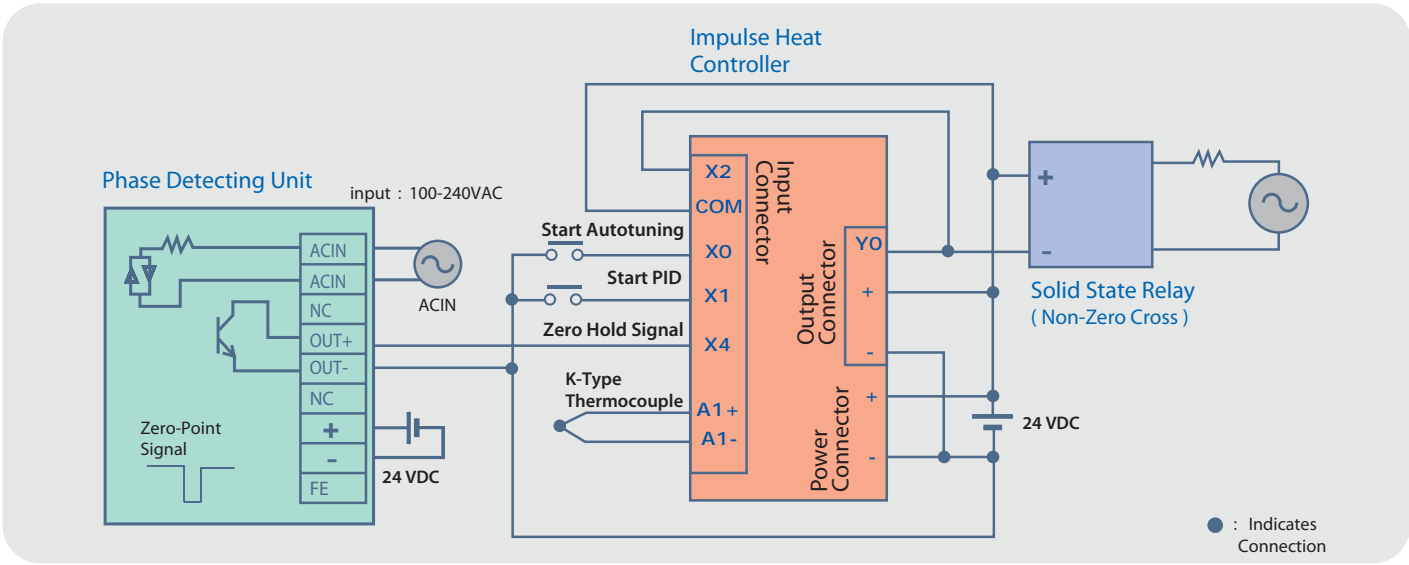 Impulse Heat
Controller
Phase Detecting Unit
input : 100-240VAC
ACIN
ACIN
NC
OUT+
OUT-
NC
+
-
FE
ACIN
24 VDC
Zero-Point
Signal
Start Autotuning
Start PID
Zero Hold Signal
K-Type
Thermocouple
X2
COM
X0
X1
X4
A1+
A1-
Input
Connector
Output
Connector
Y0
+
-
Power
Connector
+
-
24 VDC
+
-
Solid State Relay
( Non-Zero Cross )
: Indicates
Connection